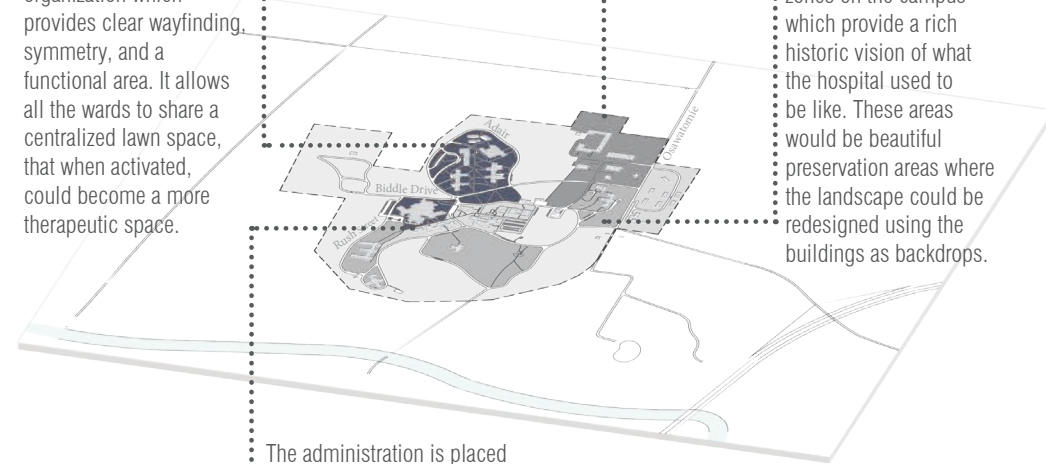 organization which
provides clear wayfinding,
symmetry, and a
functional area. It allows
all the wards to share a
centralized lawn space,
that when activated,
could become a more
therapeutic space.
zones on the campus
which provide a rich
historic vision of what
the hospital used to
be like. These areas
would be beautiful
preservation areas where
the landscape could be
redesigned using the
buildings as backdrops.
Adair
Osawatomie
Biddle Drive
The administration is placed